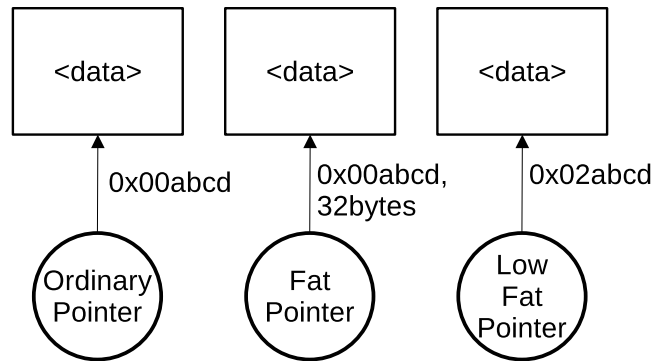 <data>
<data>
<data>
0x00abcd
0x00abcd,
32bytes
0x02abcd
Ordinary
Pointer
Fat
Pointer
Low
Fat
Pointer